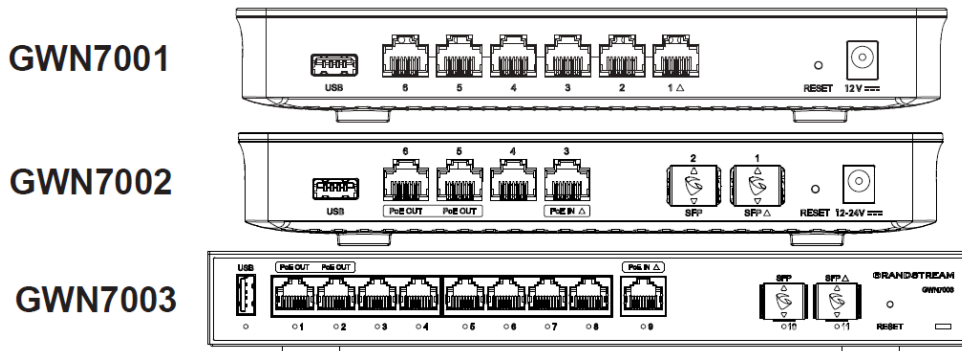 GWN7001
USB 6 5 4 3 2 1 △ RESET 12V ⎓
GWN7002
6 5 4 3 2 1
USB PoE OUT PoE OUT PoE IN △ SFP SFP △ RESET 12-24V ⎓
GWN7003
USB PoE OUT PoE OUT PoE IN △ SFP SFP △ GRANDSTREAM
GWN7003
1 2 3 4 5 6 7 8 9 10 11 RESET